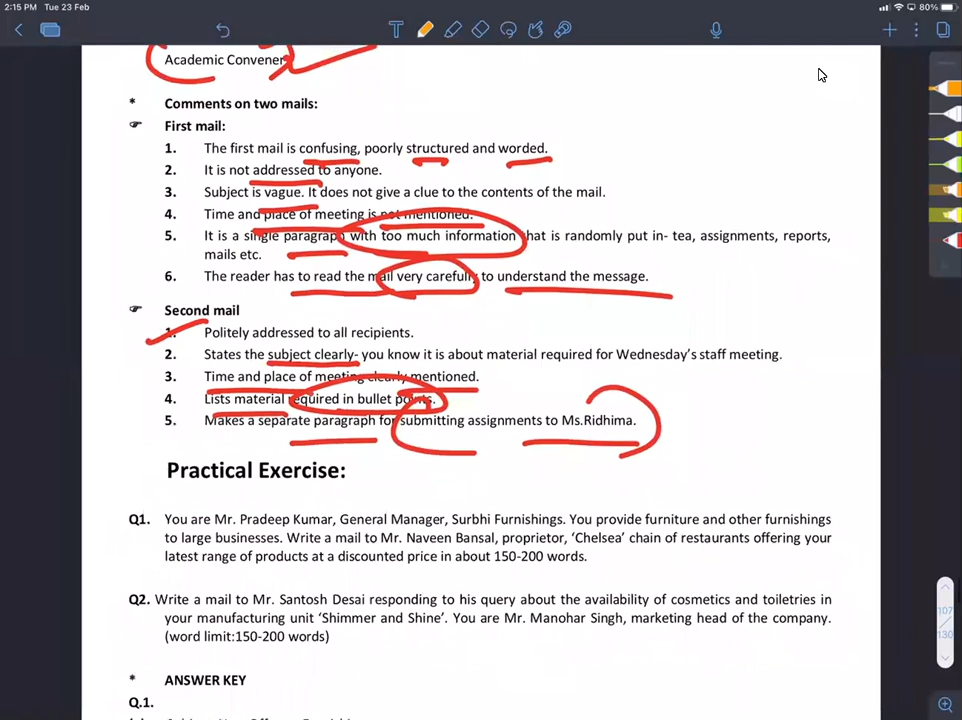 2:15 PM Tue 23 Feb
80%
Academic Convener
* Comments on two mails:
First mail:
1. The first mail is confusing, poorly structured and worded.
2. It is not addressed to anyone.
3. Subject is vague. It does not give a clue to the contents of the mail.
4. Time and place of meeting is not mentioned.
5. It is a single paragraph with too much information that is randomly put in- tea, assignments, reports,
mails etc.
6. The reader has to read the mail very carefully to understand the message.
Second mail
1. Politely addressed to all recipients.
2. States the subject clearly- you know it is about material required for Wednesday's staff meeting.
3. Time and place of meeting clearly mentioned.
4. Lists material required in bullet points.
5. Makes a separate paragraph for submitting assignments to Ms.Ridhima.
Practical Exercise:
Q1. You are Mr. Pradeep Kumar, General Manager, Surbhi Furnishings. You provide furniture and other furnishings
to large businesses. Write a mail to Mr. Naveen Bansal, proprietor, 'Chelsea' chain of restaurants offering your
latest range of products at a discounted price in about 150-200 words.
Q2. Write a mail to Mr. Santosh Desai responding to his query about the availability of cosmetics and toiletries in
your manufacturing unit 'Shimmer and Shine'. You are Mr. Manohar Singh, marketing head of the company.
(word limit:150-200 words)
* ANSWER KEY
Q.1.
107
/
130